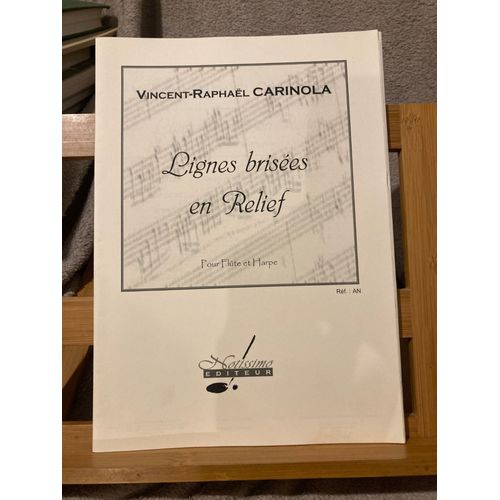 VINCENT-RAPHAËL CARINOLA
Lignes brisées
en Relief
Pour Flûte et Harpe
Réf. : AN
Notissimo
EDITEUR